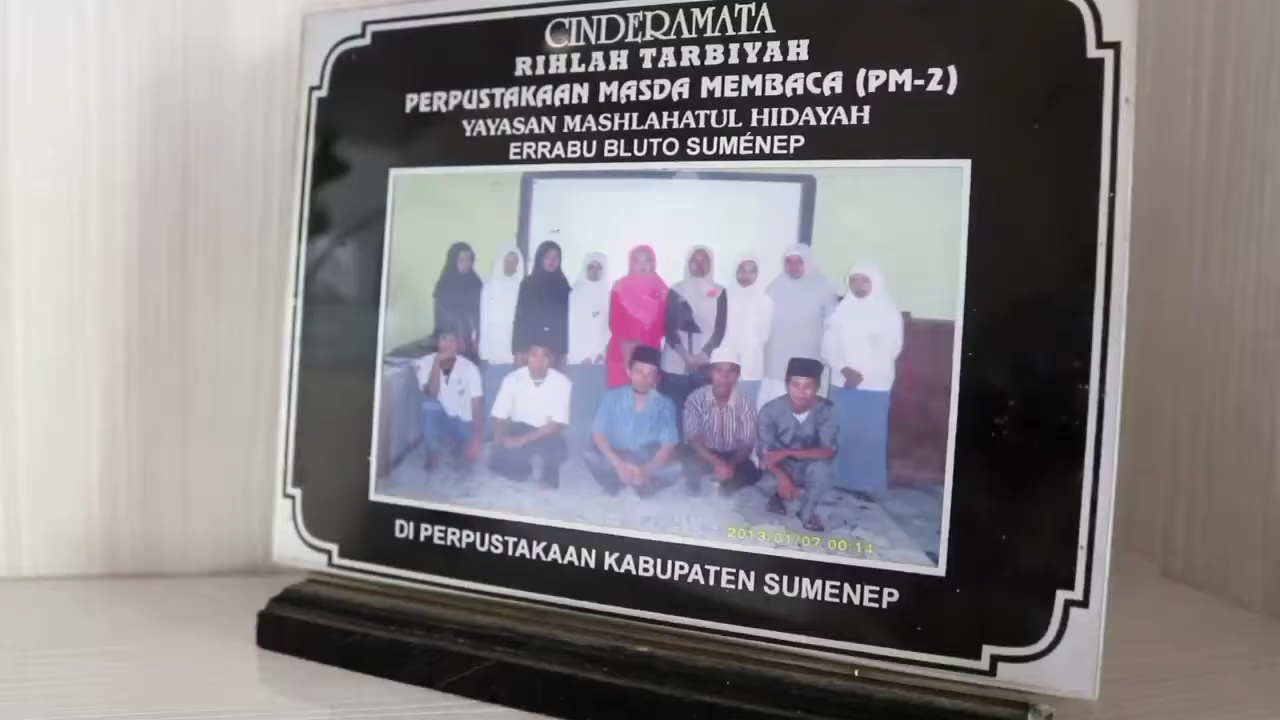 CINDERAMATA
RIHLAH TARBIYAH
PERPUSTAKAAN MASDA MEMBACA (PM-2)
YAYASAN MASHLAHATUL HIDAYAH
ERRABU BLUTO SUMÉNEP
2013/01/07 00:14
DI PERPUSTAKAAN KABUPATEN SUMENEP